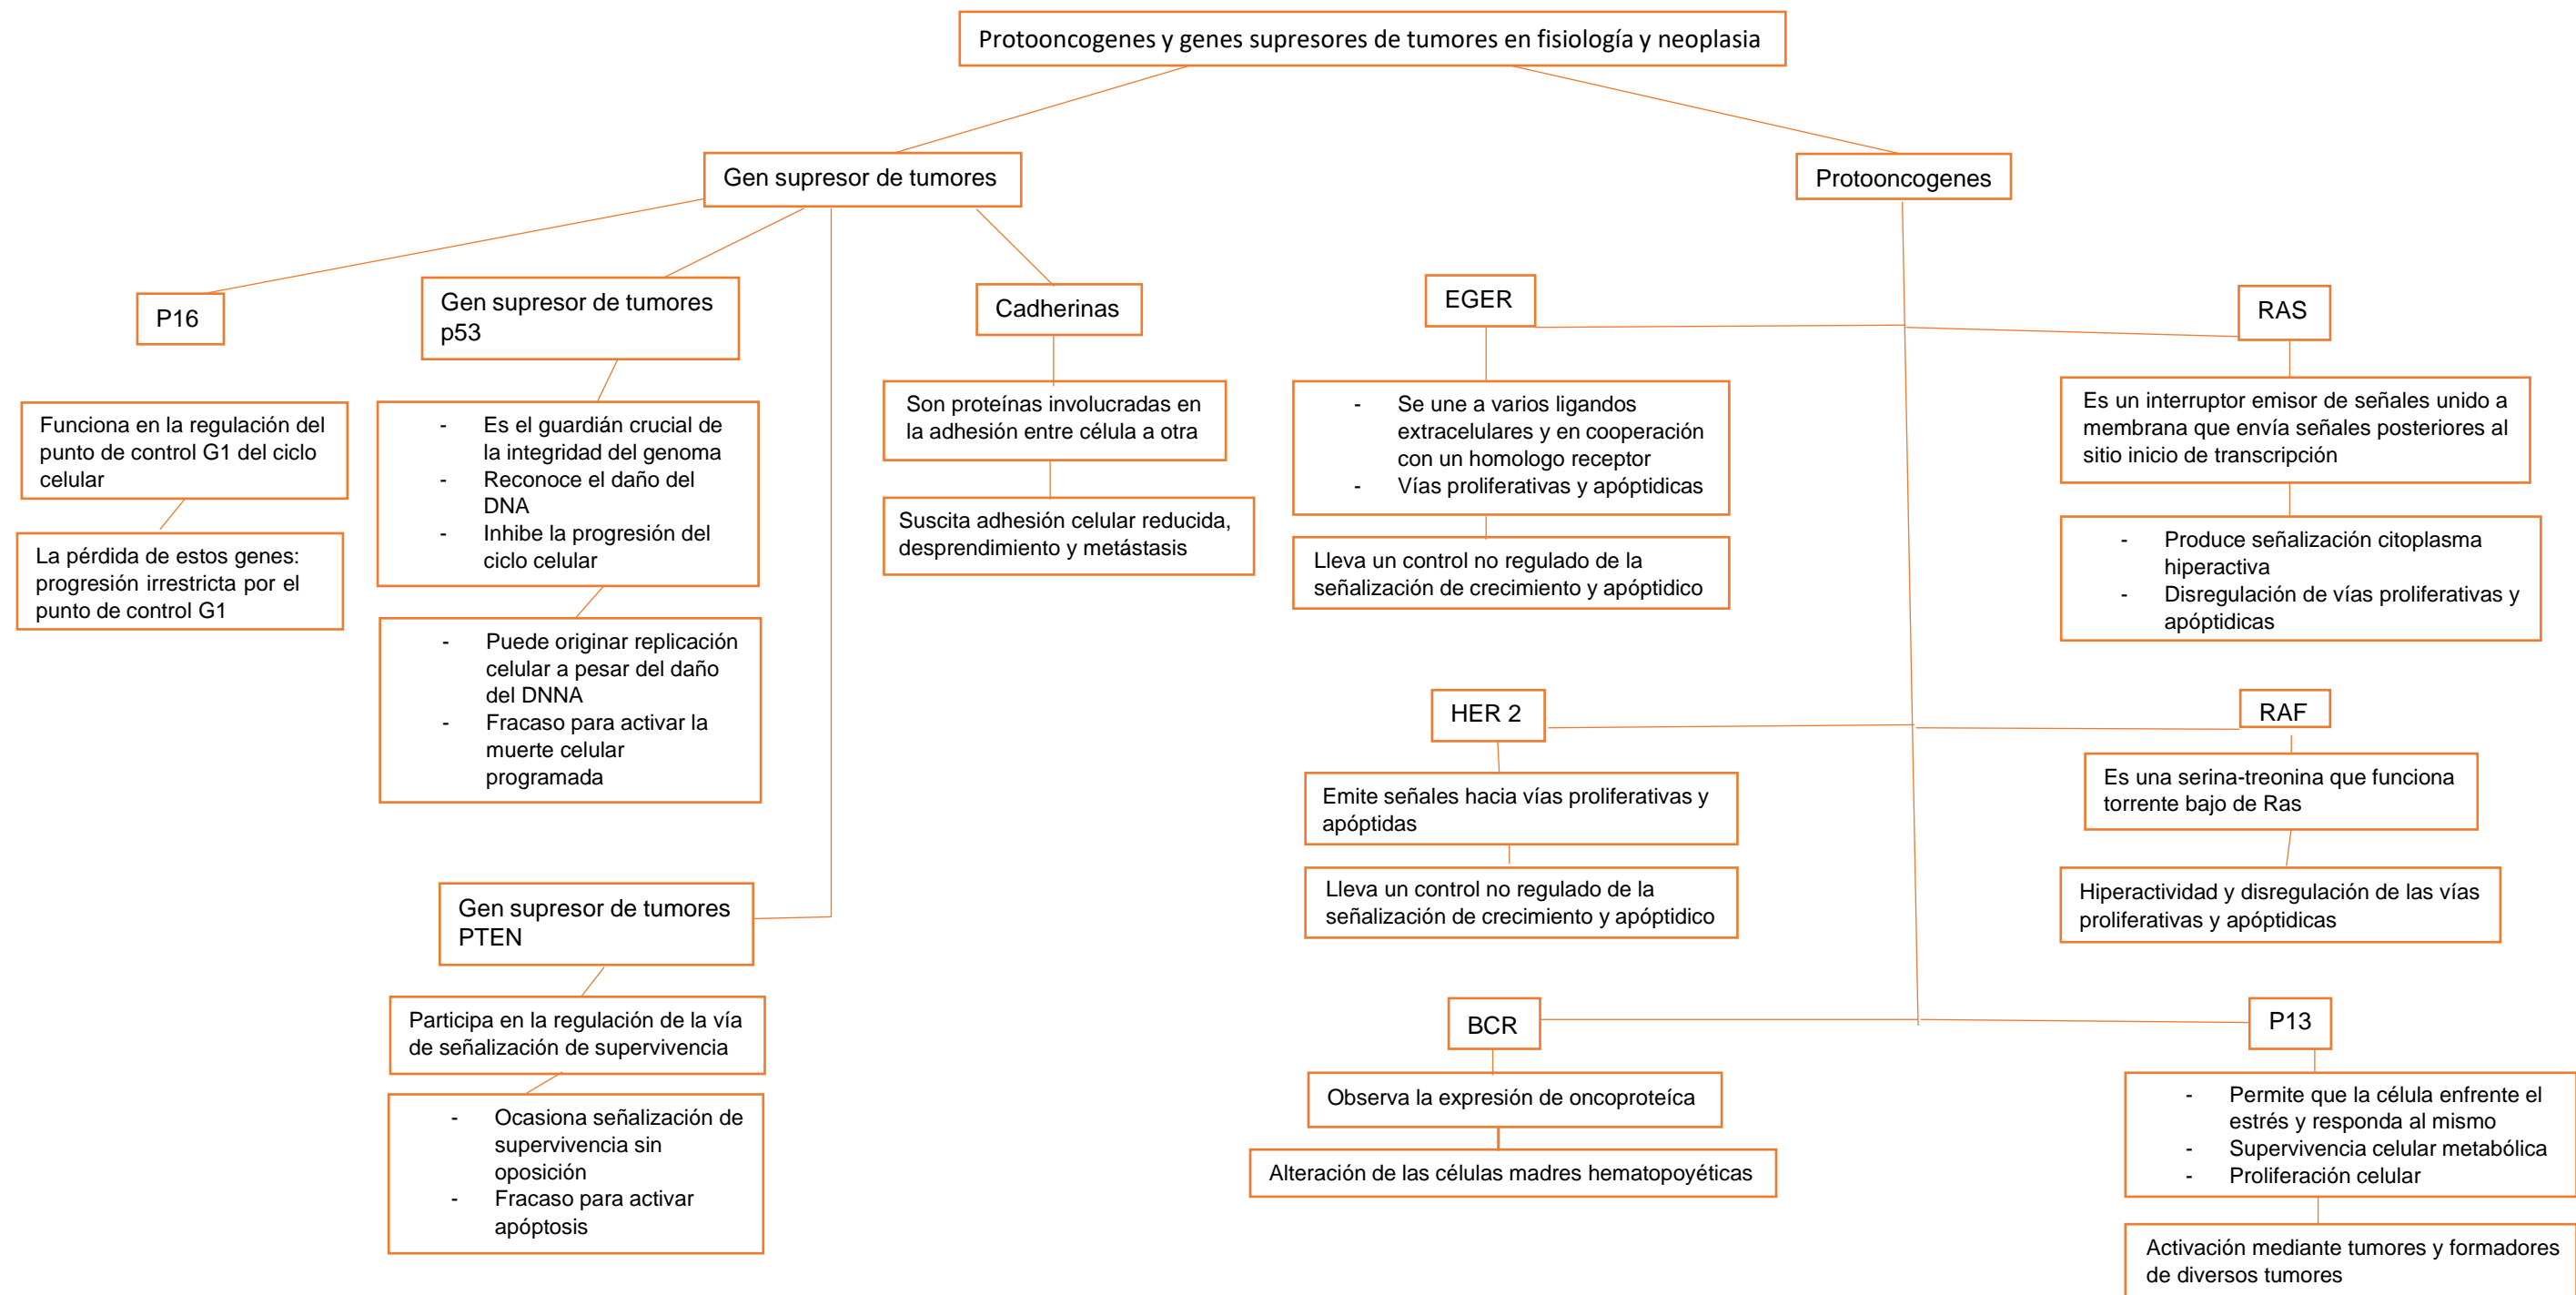 Protooncogenes y genes supresores de tumores en fisiología y neoplasia
Gen supresor de tumores
Protooncogenes
P16
Funciona en la regulación del
punto de control G1 del ciclo
celular
La pérdida de estos genes:
progresión irrestricta por el
punto de control G1
Gen supresor de tumores
p53
- Es el guardián crucial de
la integridad del genoma
- Reconoce el daño del
DNA
- Inhibe la progresión del
ciclo celular
- Puede originar replicación
celular a pesar del daño
del DNNA
- Fracaso para activar la
muerte celular
programada
Cadherinas
Son proteínas involucradas en
la adhesión entre célula a otra
Suscita adhesión celular reducida,
desprendimiento y metástasis
Gen supresor de tumores
PTEN
Participa en la regulación de la vía
de señalización de supervivencia
- Ocasiona señalización de
supervivencia sin
oposición
- Fracaso para activar
apóptosis
EGER
- Se une a varios ligandos
extracelulares y en cooperación
con un homologo receptor
- Vías proliferativas y apóptidicas
Lleva un control no regulado de la
señalización de crecimiento y apóptidico
RAS
Es un interruptor emisor de señales unido a
membrana que envía señales posteriores al
sitio inicio de transcripción
- Produce señalización citoplasma
hiperactiva
- Disregulación de vías proliferativas y
apóptidicas
HER 2
Emite señales hacia vías proliferativas y
apóptidas
Lleva un control no regulado de la
señalización de crecimiento y apóptidico
RAF
Es una serina-treonina que funciona
torrente bajo de Ras
Hiperactividad y disregulación de las vías
proliferativas y apóptidicas
BCR
Observa la expresión de oncoproteíca
Alteración de las células madres hematopoyéticas
P13
- Permite que la célula enfrente el
estrés y responda al mismo
- Supervivencia celular metabólica
- Proliferación celular
Activación mediante tumores y formadores
de diversos tumores